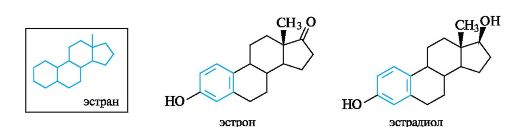 CH₃ O
CH₃ OH
HO
HO
эстран
эстрон
эстрадиол